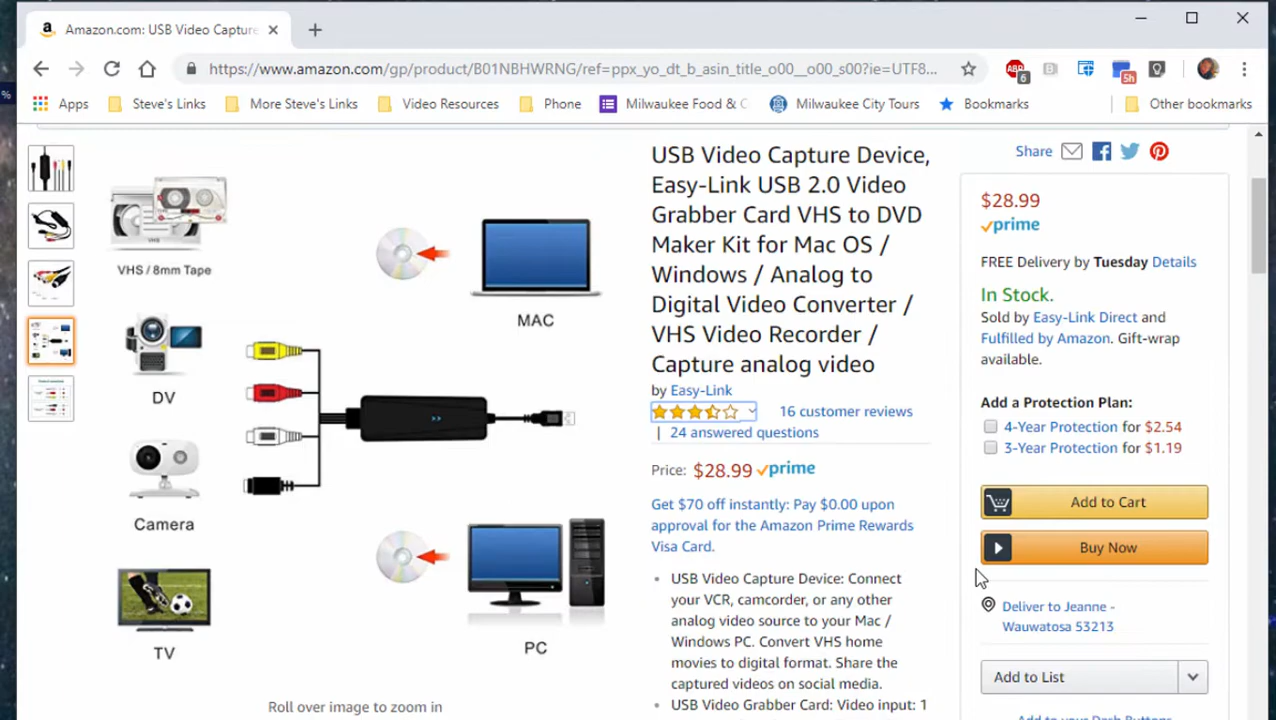 Amazon.com: USB Video Capture
%
https://www.amazon.com/gp/product/B01NBHWRNG/ref=ppx_yo_dt_b_asin_title_o00__o00_s00?ie=UTF8...
ABP
6
5h
Apps
Steve's Links
More Steve's Links
Video Resources
Phone
Milwaukee Food & C
Milwaukee City Tours
Bookmarks
Other bookmarks
VHS
VHS / 8mm Tape
MAC
DV
Camera
TV
PC
Roll over image to zoom in
USB Video Capture Device,
Easy-Link USB 2.0 Video
Grabber Card VHS to DVD
Maker Kit for Mac OS /
Windows / Analog to
Digital Video Converter /
VHS Video Recorder /
Capture analog video
by Easy-Link
16 customer reviews
| 24 answered questions
Price: $28.99 prime
Get $70 off instantly: Pay $0.00 upon
approval for the Amazon Prime Rewards
Visa Card.
• USB Video Capture Device: Connect
your VCR, camcorder, or any other
analog video source to your Mac /
Windows PC. Convert VHS home
movies to digital format. Share the
captured videos on social media.
• USB Video Grabber Card: Video input: 1
Share
$28.99
prime
FREE Delivery by Tuesday Details
In Stock.
Sold by Easy-Link Direct and
Fulfilled by Amazon. Gift-wrap
available.
Add a Protection Plan:
4-Year Protection for $2.54
3-Year Protection for $1.19
Add to Cart
Buy Now
Deliver to Jeanne -
Wauwatosa 53213
Add to List
Add to your Dash Buttons